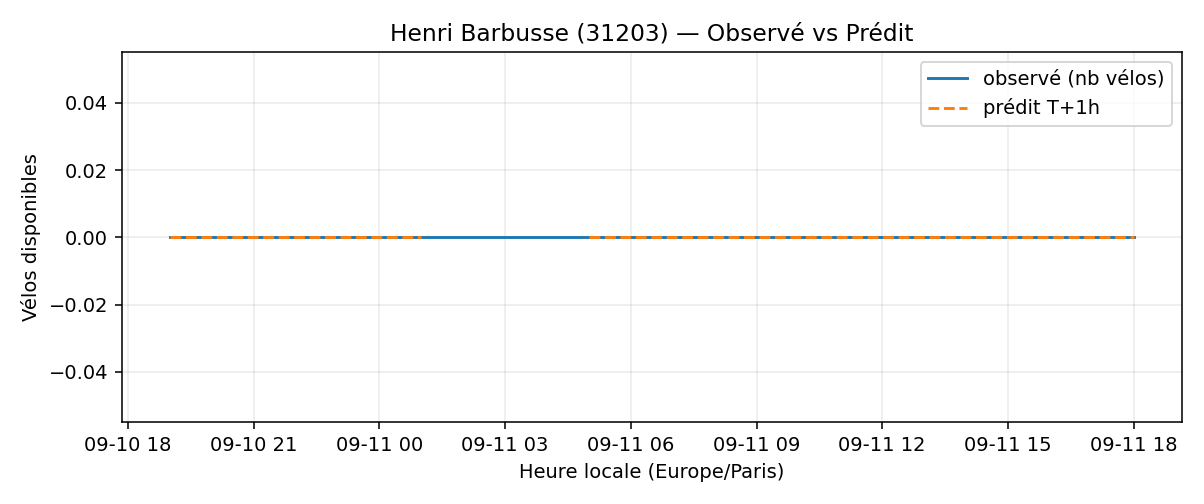 Henri Barbusse (31203) — Observé vs Prédit
observé (nb vélos)
prédit T+1h
Vélos disponibles
0.04
0.02
0.00
−0.02
−0.04
09-10 18 09-10 21 09-11 00 09-11 03 09-11 06 09-11 09 09-11 12 09-11 15 09-11 18
Heure locale (Europe/Paris)